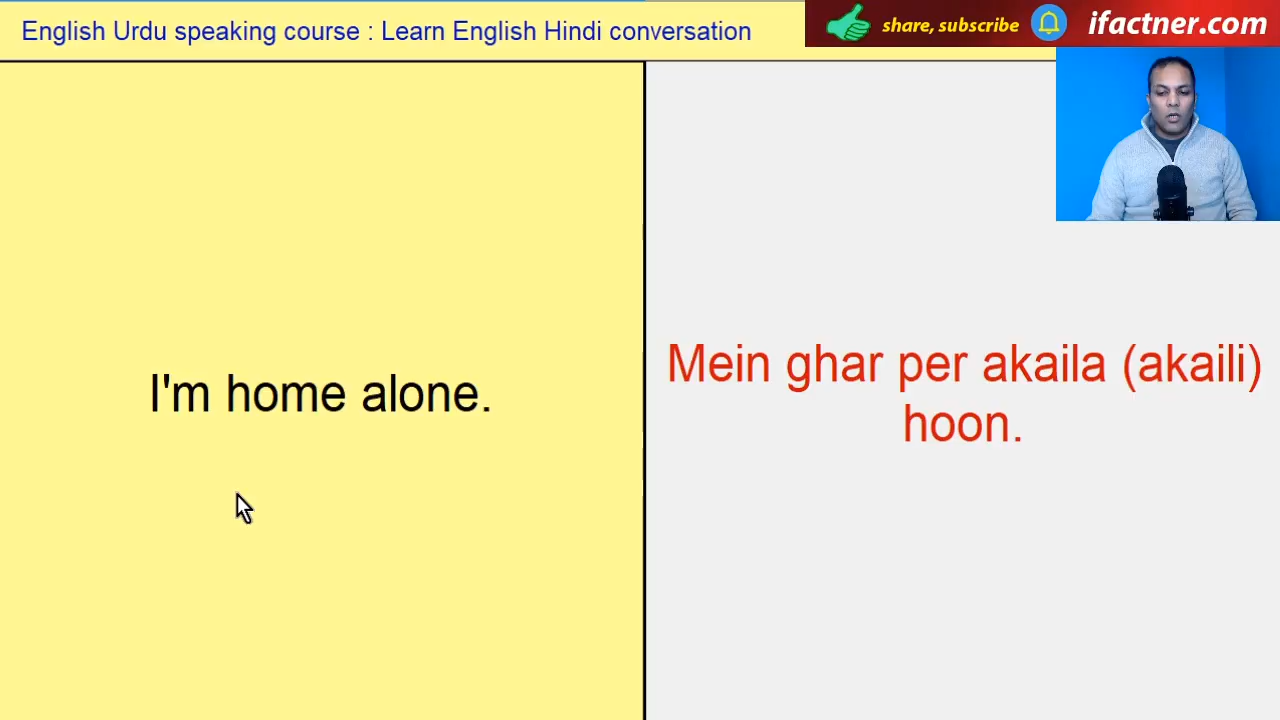 English Urdu speaking course : Learn English Hindi conversation
share, subscribe
ifactner.com
I'm home alone.
Mein ghar per akaila (akaili)
hoon.